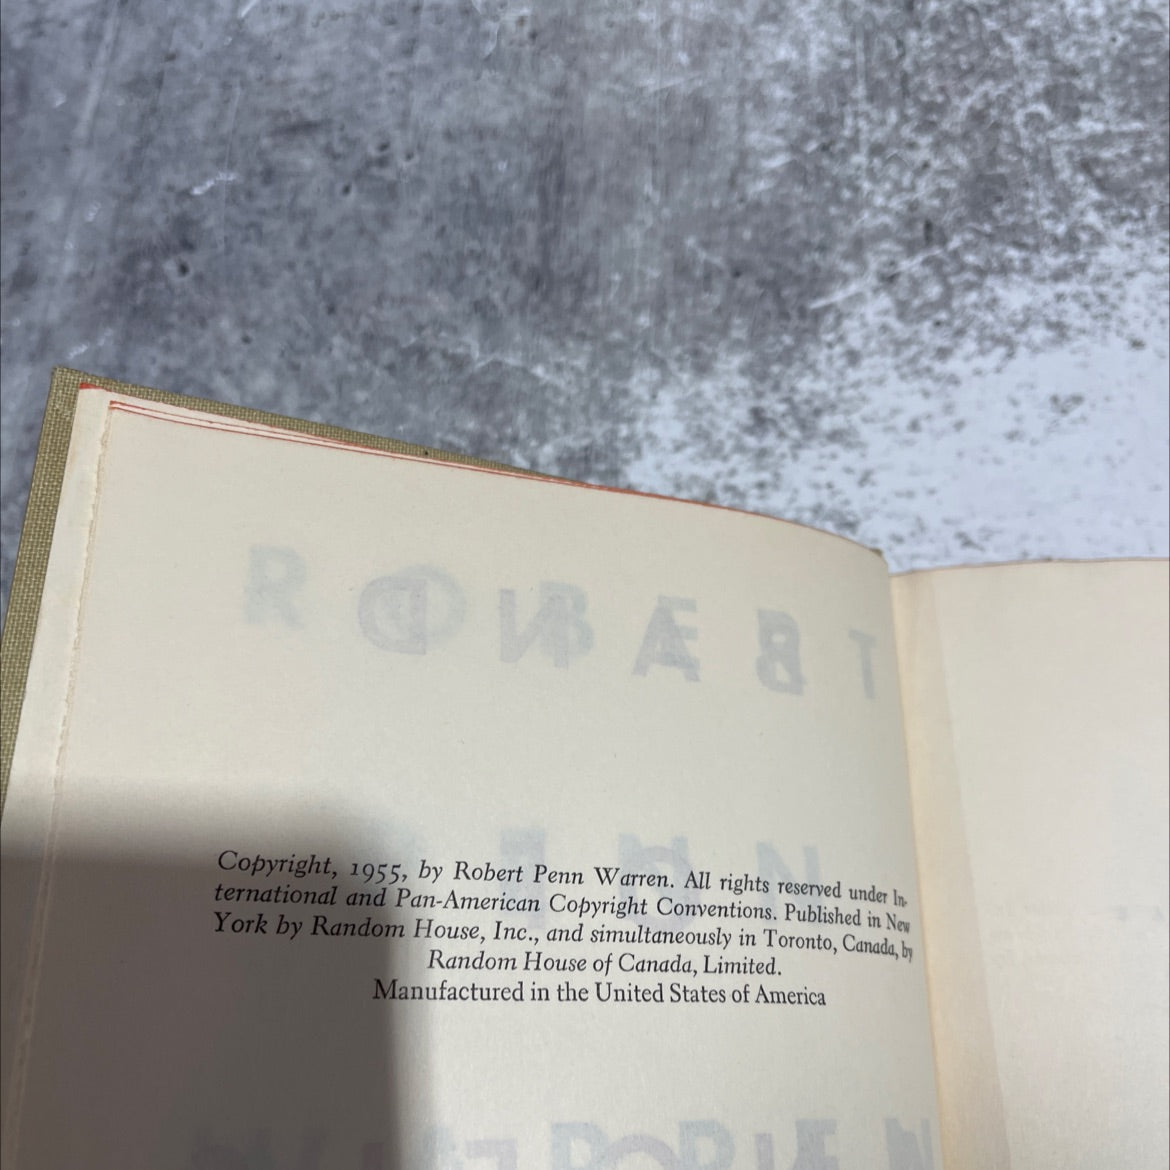 Copyright, 1955, by Robert Penn Warren. All rights reserved under In-
ternational and Pan-American Copyright Conventions. Published in New
York by Random House, Inc., and simultaneously in Toronto, Canada, by
Random House of Canada, Limited.
Manufactured in the United States of America